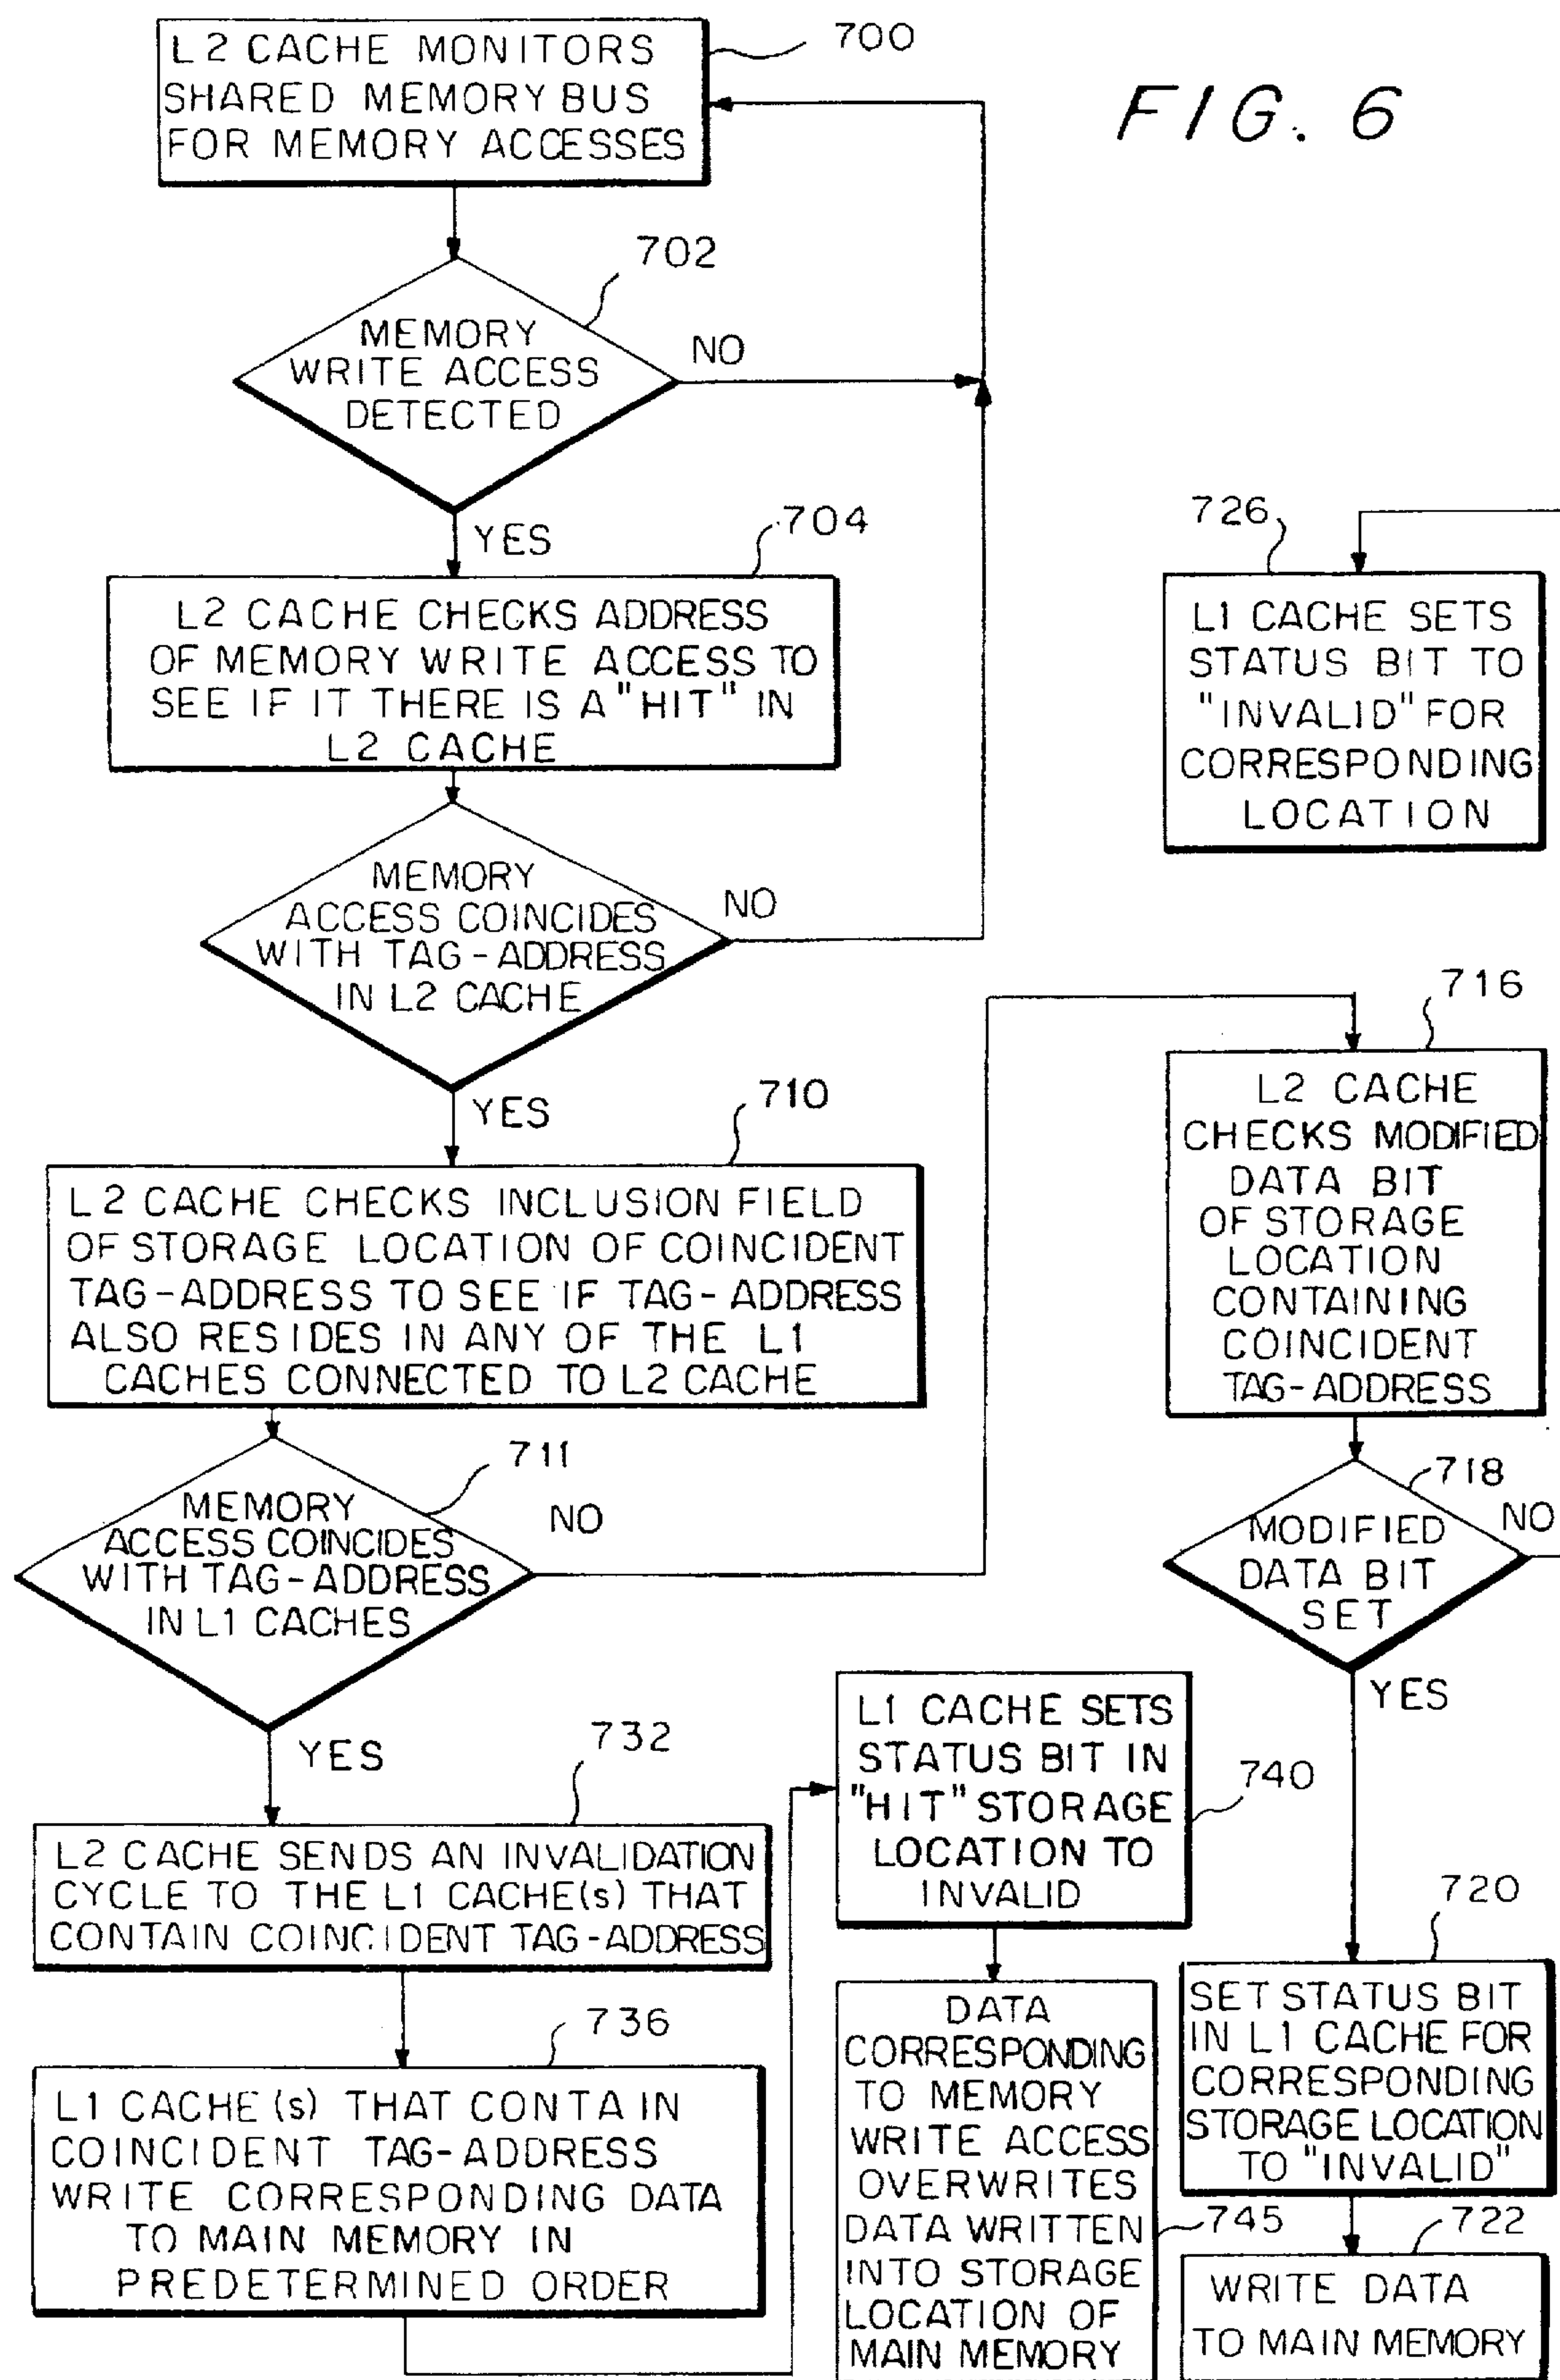 FIG. 6
700
L2 CACHE MONITORS
SHARED MEMORY BUS
FOR MEMORY ACCESSES
702
MEMORY
WRITE ACCESS
DETECTED
NO
YES
704
L2 CACHE CHECKS ADDRESS
OF MEMORY WRITE ACCESS TO
SEE IF IT THERE IS A "HIT" IN
L2 CACHE
MEMORY
ACCESS COINCIDES
WITH TAG-ADDRESS
IN L2 CACHE
NO
YES
710
L2 CACHE CHECKS INCLUSION FIELD
OF STORAGE LOCATION OF COINCIDENT
TAG-ADDRESS TO SEE IF TAG-ADDRESS
ALSO RESIDES IN ANY OF THE L1
CACHES CONNECTED TO L2 CACHE
711
MEMORY
ACCESS COINCIDES
WITH TAG-ADDRESS
IN L1 CACHES
NO
YES
732
L2 CACHE SENDS AN INVALIDATION
CYCLE TO THE L1 CACHE(s) THAT
CONTAIN COINCIDENT TAG-ADDRESS
736
L1 CACHE(s) THAT CONTAIN
COINCIDENT TAG-ADDRESS
WRITE CORRESPONDING DATA
TO MAIN MEMORY IN
PREDETERMINED ORDER
740
L1 CACHE SETS
STATUS BIT IN
"HIT" STORAGE
LOCATION TO
INVALID
745
DATA
CORRESPONDING
TO MEMORY
WRITE ACCESS
OVERWRITES
DATA WRITTEN
INTO STORAGE
LOCATION OF
MAIN MEMORY
726
L1 CACHE SETS
STATUS BIT TO
"INVALID" FOR
CORRESPONDING
LOCATION
716
L2 CACHE
CHECKS MODIFIED
DATA BIT
OF STORAGE
LOCATION
CONTAINING
COINCIDENT
TAG-ADDRESS
718
MODIFIED
DATA BIT
SET
NO
YES
720
SET STATUS BIT
IN L1 CACHE FOR
CORRESPONDING
STORAGE LOCATION
TO "INVALID"
722
WRITE DATA
TO MAIN MEMORY